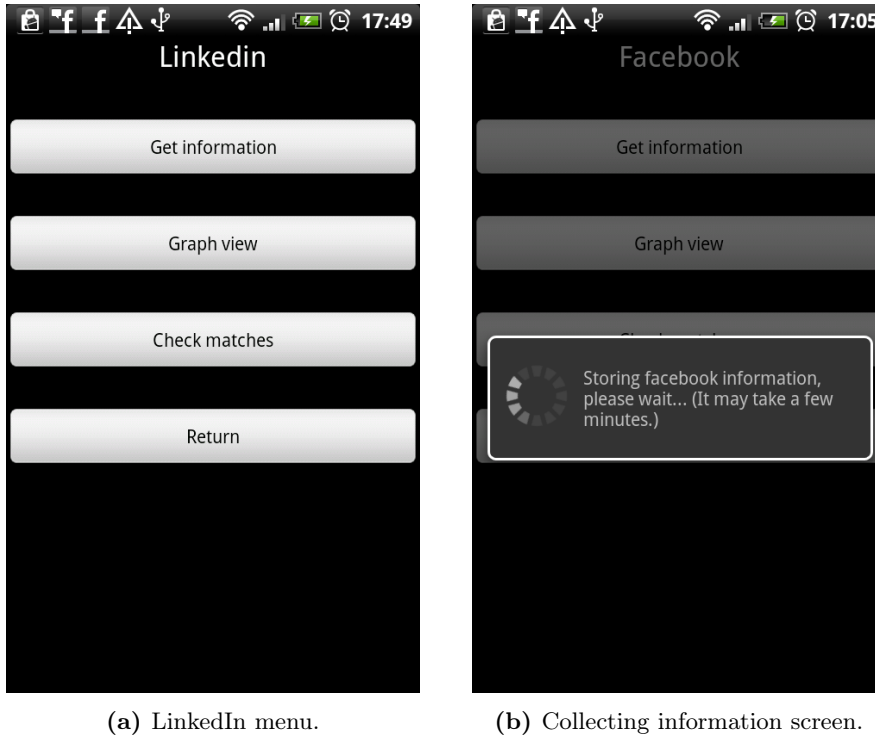 17:49
Linkedin
Get information
Graph view
Check matches
Return
(a) LinkedIn menu.
17:05
Facebook
Get information
Graph view
Storing facebook information,
please wait... (It may take a few
minutes.)
(b) Collecting information screen.